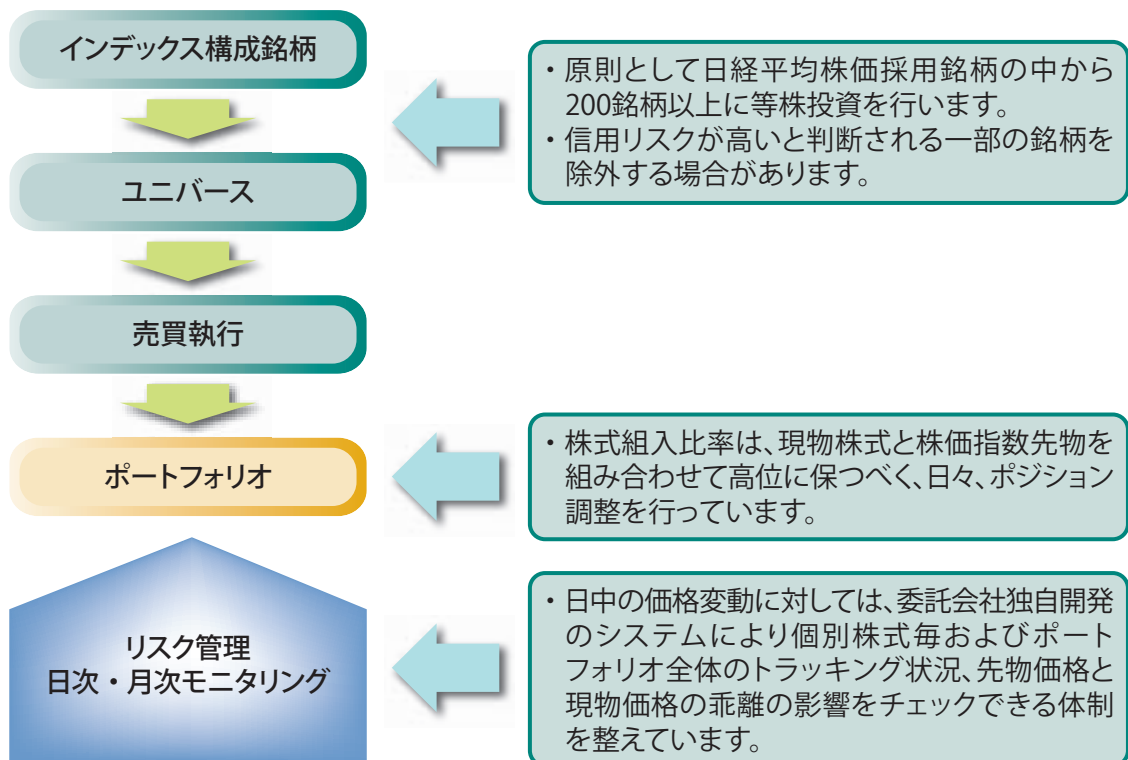 インデックス構成銘柄
・原則として日経平均株価採用銘柄の中から
200銘柄以上に等株投資を行います。
・信用リスクが高いと判断される一部の銘柄を
除外する場合があります。
ユニバース
売買執行
ポートフォリオ
・株式組入比率は、現物株式と株価指数先物を
組み合わせて高位に保つべく、日々、ポジション
調整を行っています。
リスク管理
日次・月次モニタリング
・日中の価格変動に対しては、委託会社独自開発
のシステムにより個別株式毎およびポート
フォリオ全体のトラッキング状況、先物価格と
現物価格の乖離の影響をチェックできる体制
を整えています。